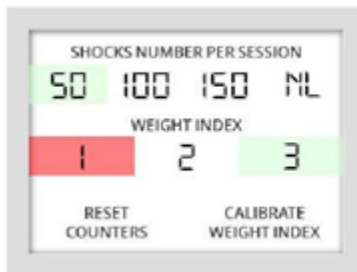 SHOCKS NUMBER PER SESSION
50 100 150 NL
WEIGHT INDEX
1 2 3
RESET CALIBRATE
COUNTERS WEIGHT INDEX